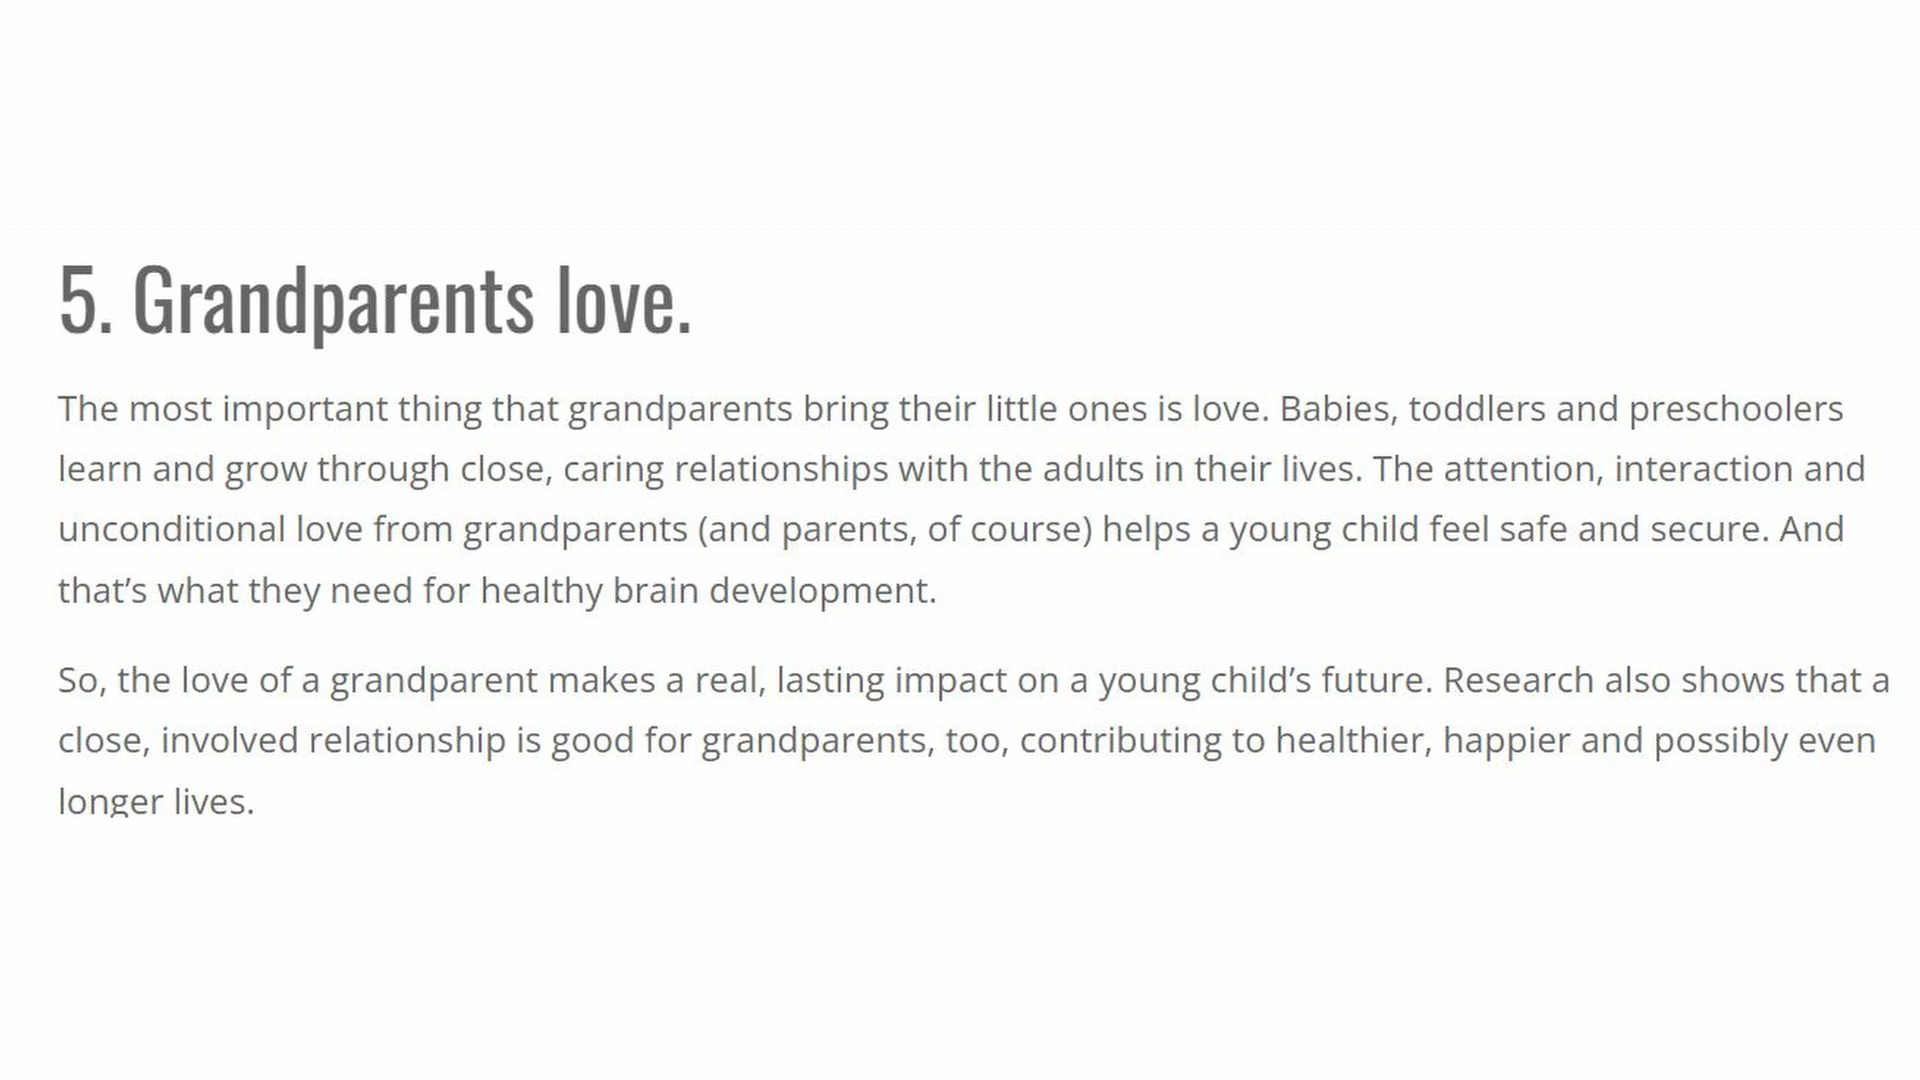 5. Grandparents love.
The most important thing that grandparents bring their little ones is love. Babies, toddlers and preschoolers
learn and grow through close, caring relationships with the adults in their lives. The attention, interaction and
unconditional love from grandparents (and parents, of course) helps a young child feel safe and secure. And
that’s what they need for healthy brain development.
So, the love of a grandparent makes a real, lasting impact on a young child’s future. Research also shows that a
close, involved relationship is good for grandparents, too, contributing to healthier, happier and possibly even
longer lives.